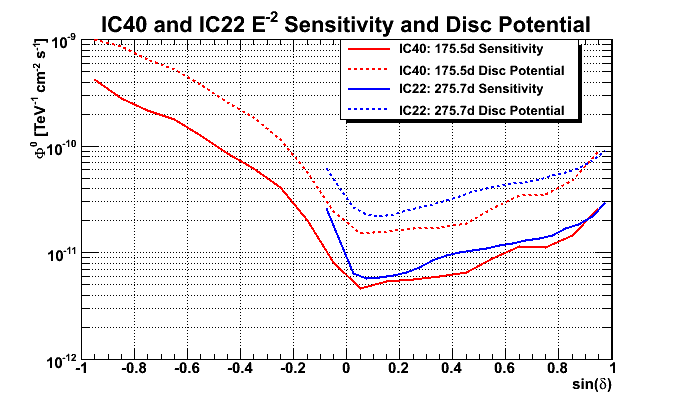 IC40 and IC22 E⁻² Sensitivity and Disc Potential
Φ⁰ [TeV⁻¹ cm⁻² s⁻¹]
10⁻⁹
10⁻¹⁰
10⁻¹¹
10⁻¹²
IC40: 175.5d Sensitivity
IC40: 175.5d Disc Potential
IC22: 275.7d Sensitivity
IC22: 275.7d Disc Potential
-1 -0.8 -0.6 -0.4 -0.2 0 0.2 0.4 0.6 0.8 1
sin(δ)